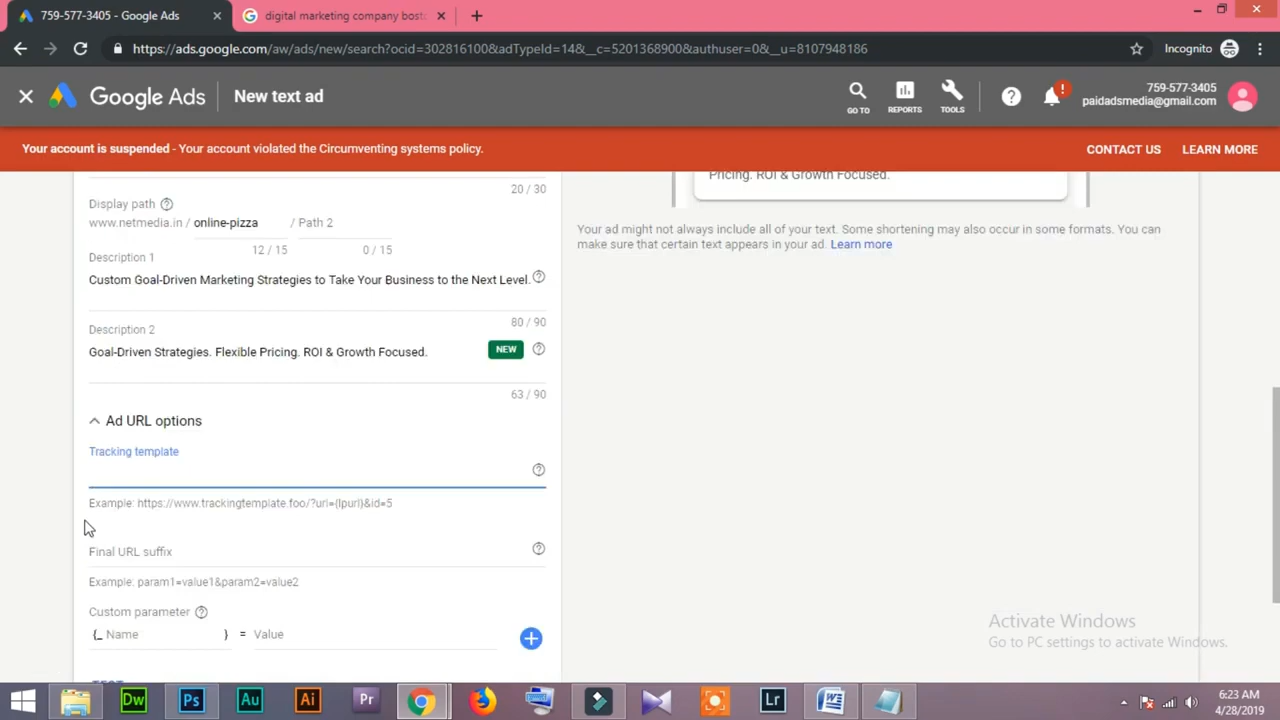 759-577-3405 - Google Ads
digital marketing company bosto
https://ads.google.com/aw/ads/new/search?ocid=302816100&adTypeId=14&__c=5201368900&authuser=0&__u=8107948186
Incognito
Google Ads
New text ad
GO TO
REPORTS
TOOLS
759-577-3405
paidadsmedia@gmail.com
Your account is suspended - Your account violated the Circumventing systems policy.
CONTACT US
LEARN MORE
Pricing. ROI & Growth Focused.
20 / 30
Display path
www.netmedia.in / online-pizza / Path 2
12 / 15
0 / 15
Your ad might not always include all of your text. Some shortening may also occur in some formats. You can
make sure that certain text appears in your ad. Learn more
Description 1
Custom Goal-Driven Marketing Strategies to Take Your Business to the Next Level.
80 / 90
Description 2
Goal-Driven Strategies. Flexible Pricing. ROI & Growth Focused.
NEW
63 / 90
Ad URL options
Tracking template
Example: https://www.trackingtemplate.foo/?url={lpurl}&id=5
Final URL suffix
Example: param1=value1&param2=value2
Custom parameter
{_ Name } = Value
Activate Windows
Go to PC settings to activate Windows.
Dw
Ps
Au
Ai
Pr
Lr
6:23 AM
4/28/2019